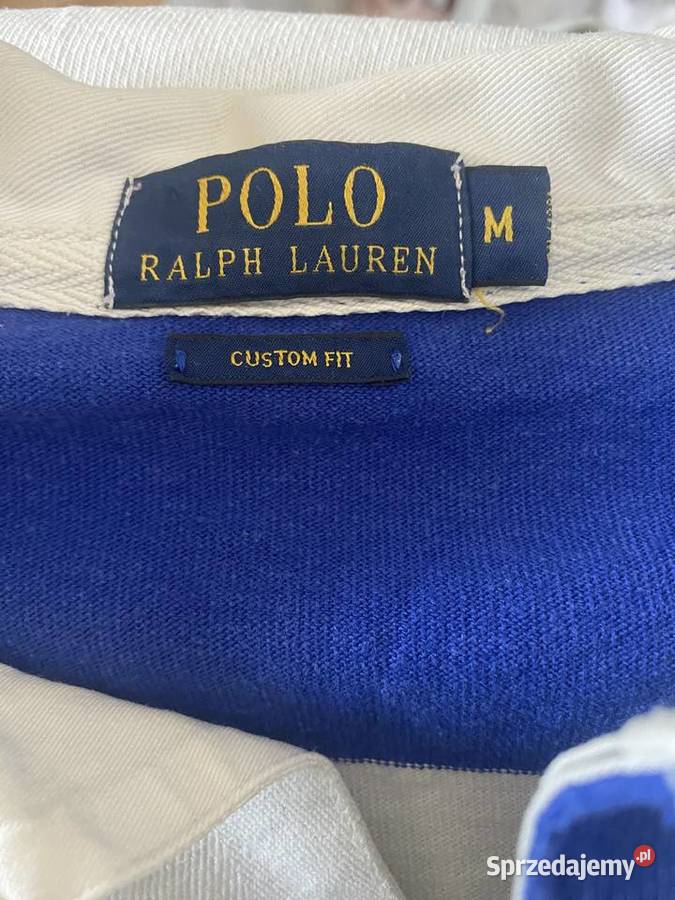 POLO
RALPH LAUREN
M
CUSTOM FIT
Sprzedajemy.pl